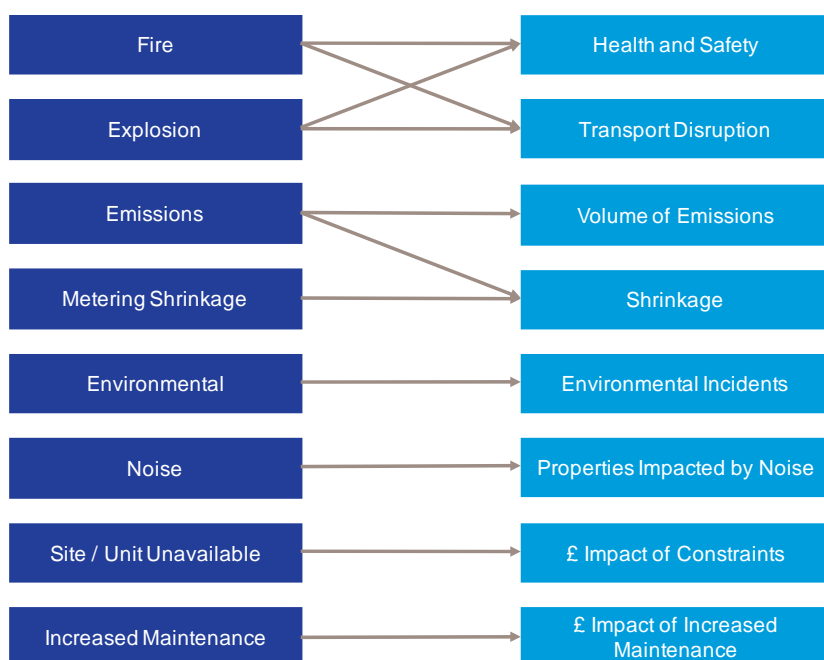 Fire
Health and Safety
Explosion
Transport Disruption
Emissions
Volume of Emissions
Metering Shrinkage
Shrinkage
Environmental
Environmental Incidents
Noise
Properties Impacted by Noise
Site / Unit Unavailable
£ Impact of Constraints
Increased Maintenance
£ Impact of Increased
Maintenance